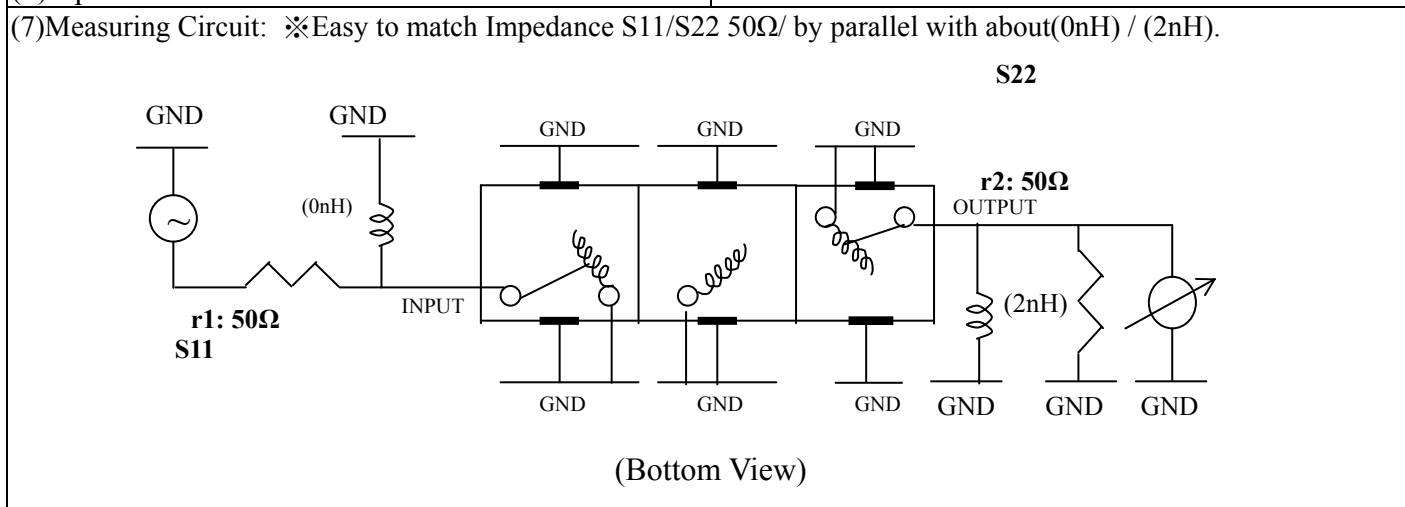 (7)Measuring Circuit: ※Easy to match Impedance S11/S22 50Ω/ by parallel with about(0nH) / (2nH).
S22
GND
GND
GND
GND
GND
r2: 50Ω
(0nH)
OUTPUT
INPUT
(2nH)
r1: 50Ω
S11
GND
GND
GND
GND
GND
GND
(Bottom View)